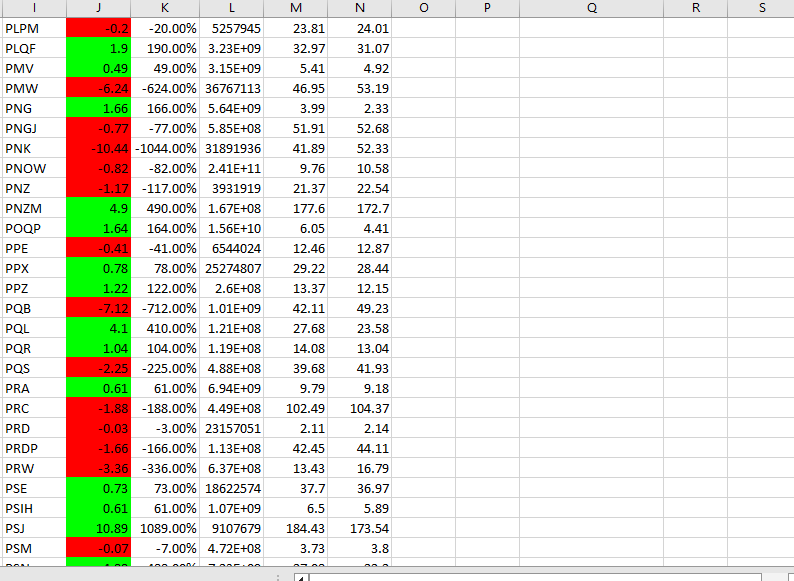 I J K L M N O P Q R S
PLPM -0.2 -20.00% 5257945 23.81 24.01
PLQF 1.9 190.00% 3.23E+09 32.97 31.07
PMV 0.49 49.00% 3.15E+09 5.41 4.92
PMW -6.24 -624.00% 36767113 46.95 53.19
PNG 1.66 166.00% 5.64E+09 3.99 2.33
PNGJ -0.77 -77.00% 5.85E+08 51.91 52.68
PNK -10.44 -1044.00% 31891936 41.89 52.33
PNOW -0.82 -82.00% 2.41E+11 9.76 10.58
PNZ -1.17 -117.00% 3931919 21.37 22.54
PNZM 4.9 490.00% 1.67E+08 177.6 172.7
POQP 1.64 164.00% 1.56E+10 6.05 4.41
PPE -0.41 -41.00% 6544024 12.46 12.87
PPX 0.78 78.00% 25274807 29.22 28.44
PPZ 1.22 122.00% 2.6E+08 13.37 12.15
PQB -7.12 -712.00% 1.01E+09 42.11 49.23
PQL 4.1 410.00% 1.21E+08 27.68 23.58
PQR 1.04 104.00% 1.19E+08 14.08 13.04
PQS -2.25 -225.00% 4.88E+08 39.68 41.93
PRA 0.61 61.00% 6.94E+09 9.79 9.18
PRC -1.88 -188.00% 4.49E+08 102.49 104.37
PRD -0.03 -3.00% 23157051 2.11 2.14
PRDP -1.66 -166.00% 1.13E+08 42.45 44.11
PRW -3.36 -336.00% 6.37E+08 13.43 16.79
PSE 0.73 73.00% 18622574 37.7 36.97
PSIH 0.61 61.00% 1.07E+09 6.5 5.89
PSJ 10.89 1089.00% 9107679 184.43 173.54
PSM -0.07 -7.00% 4.72E+08 3.73 3.8